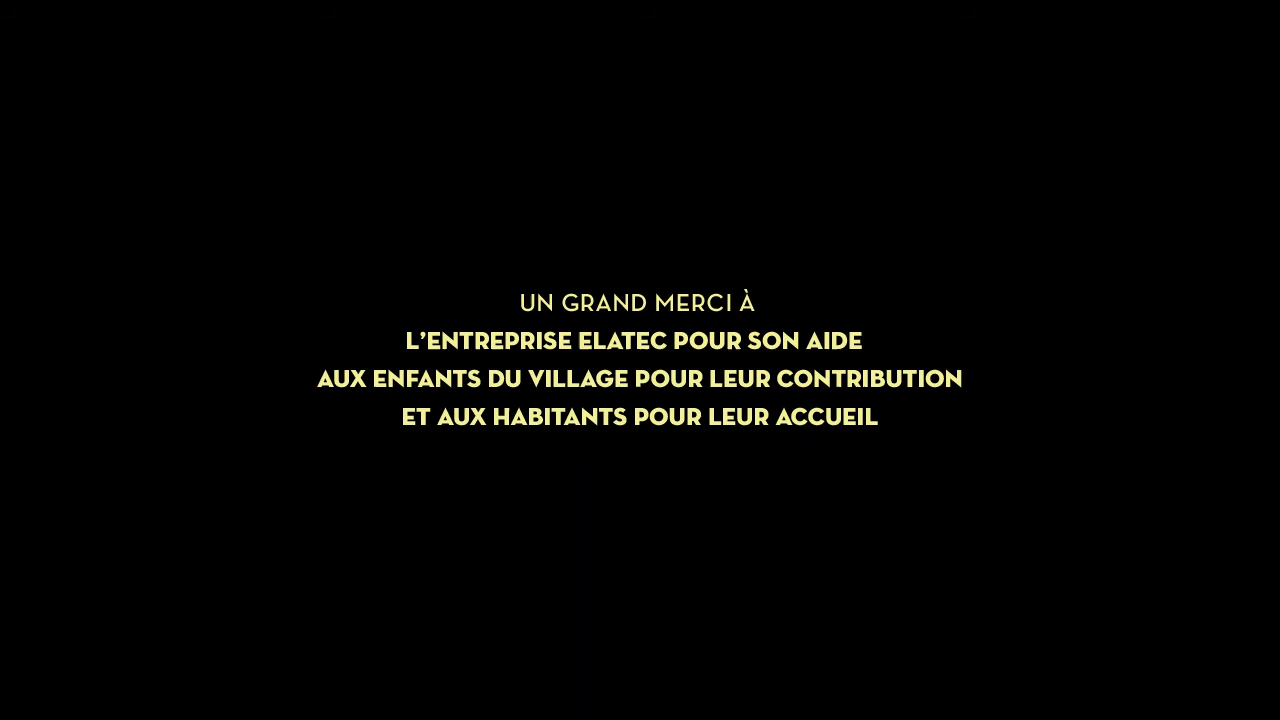 UN GRAND MERCI À
L’ENTREPRISE ELATEC POUR SON AIDE
AUX ENFANTS DU VILLAGE POUR LEUR CONTRIBUTION
ET AUX HABITANTS POUR LEUR ACCUEIL